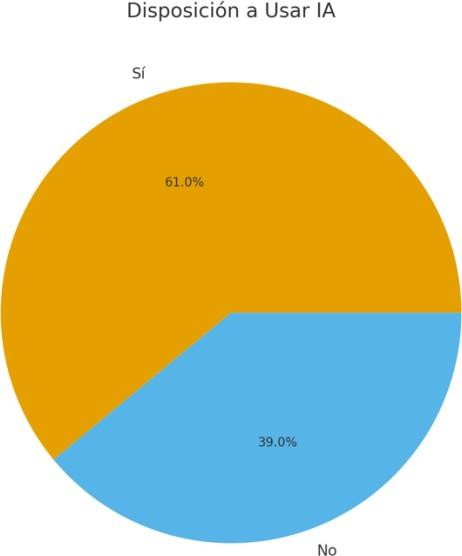 Disposición a Usar IA
Sí
61.0%
39.0%
No